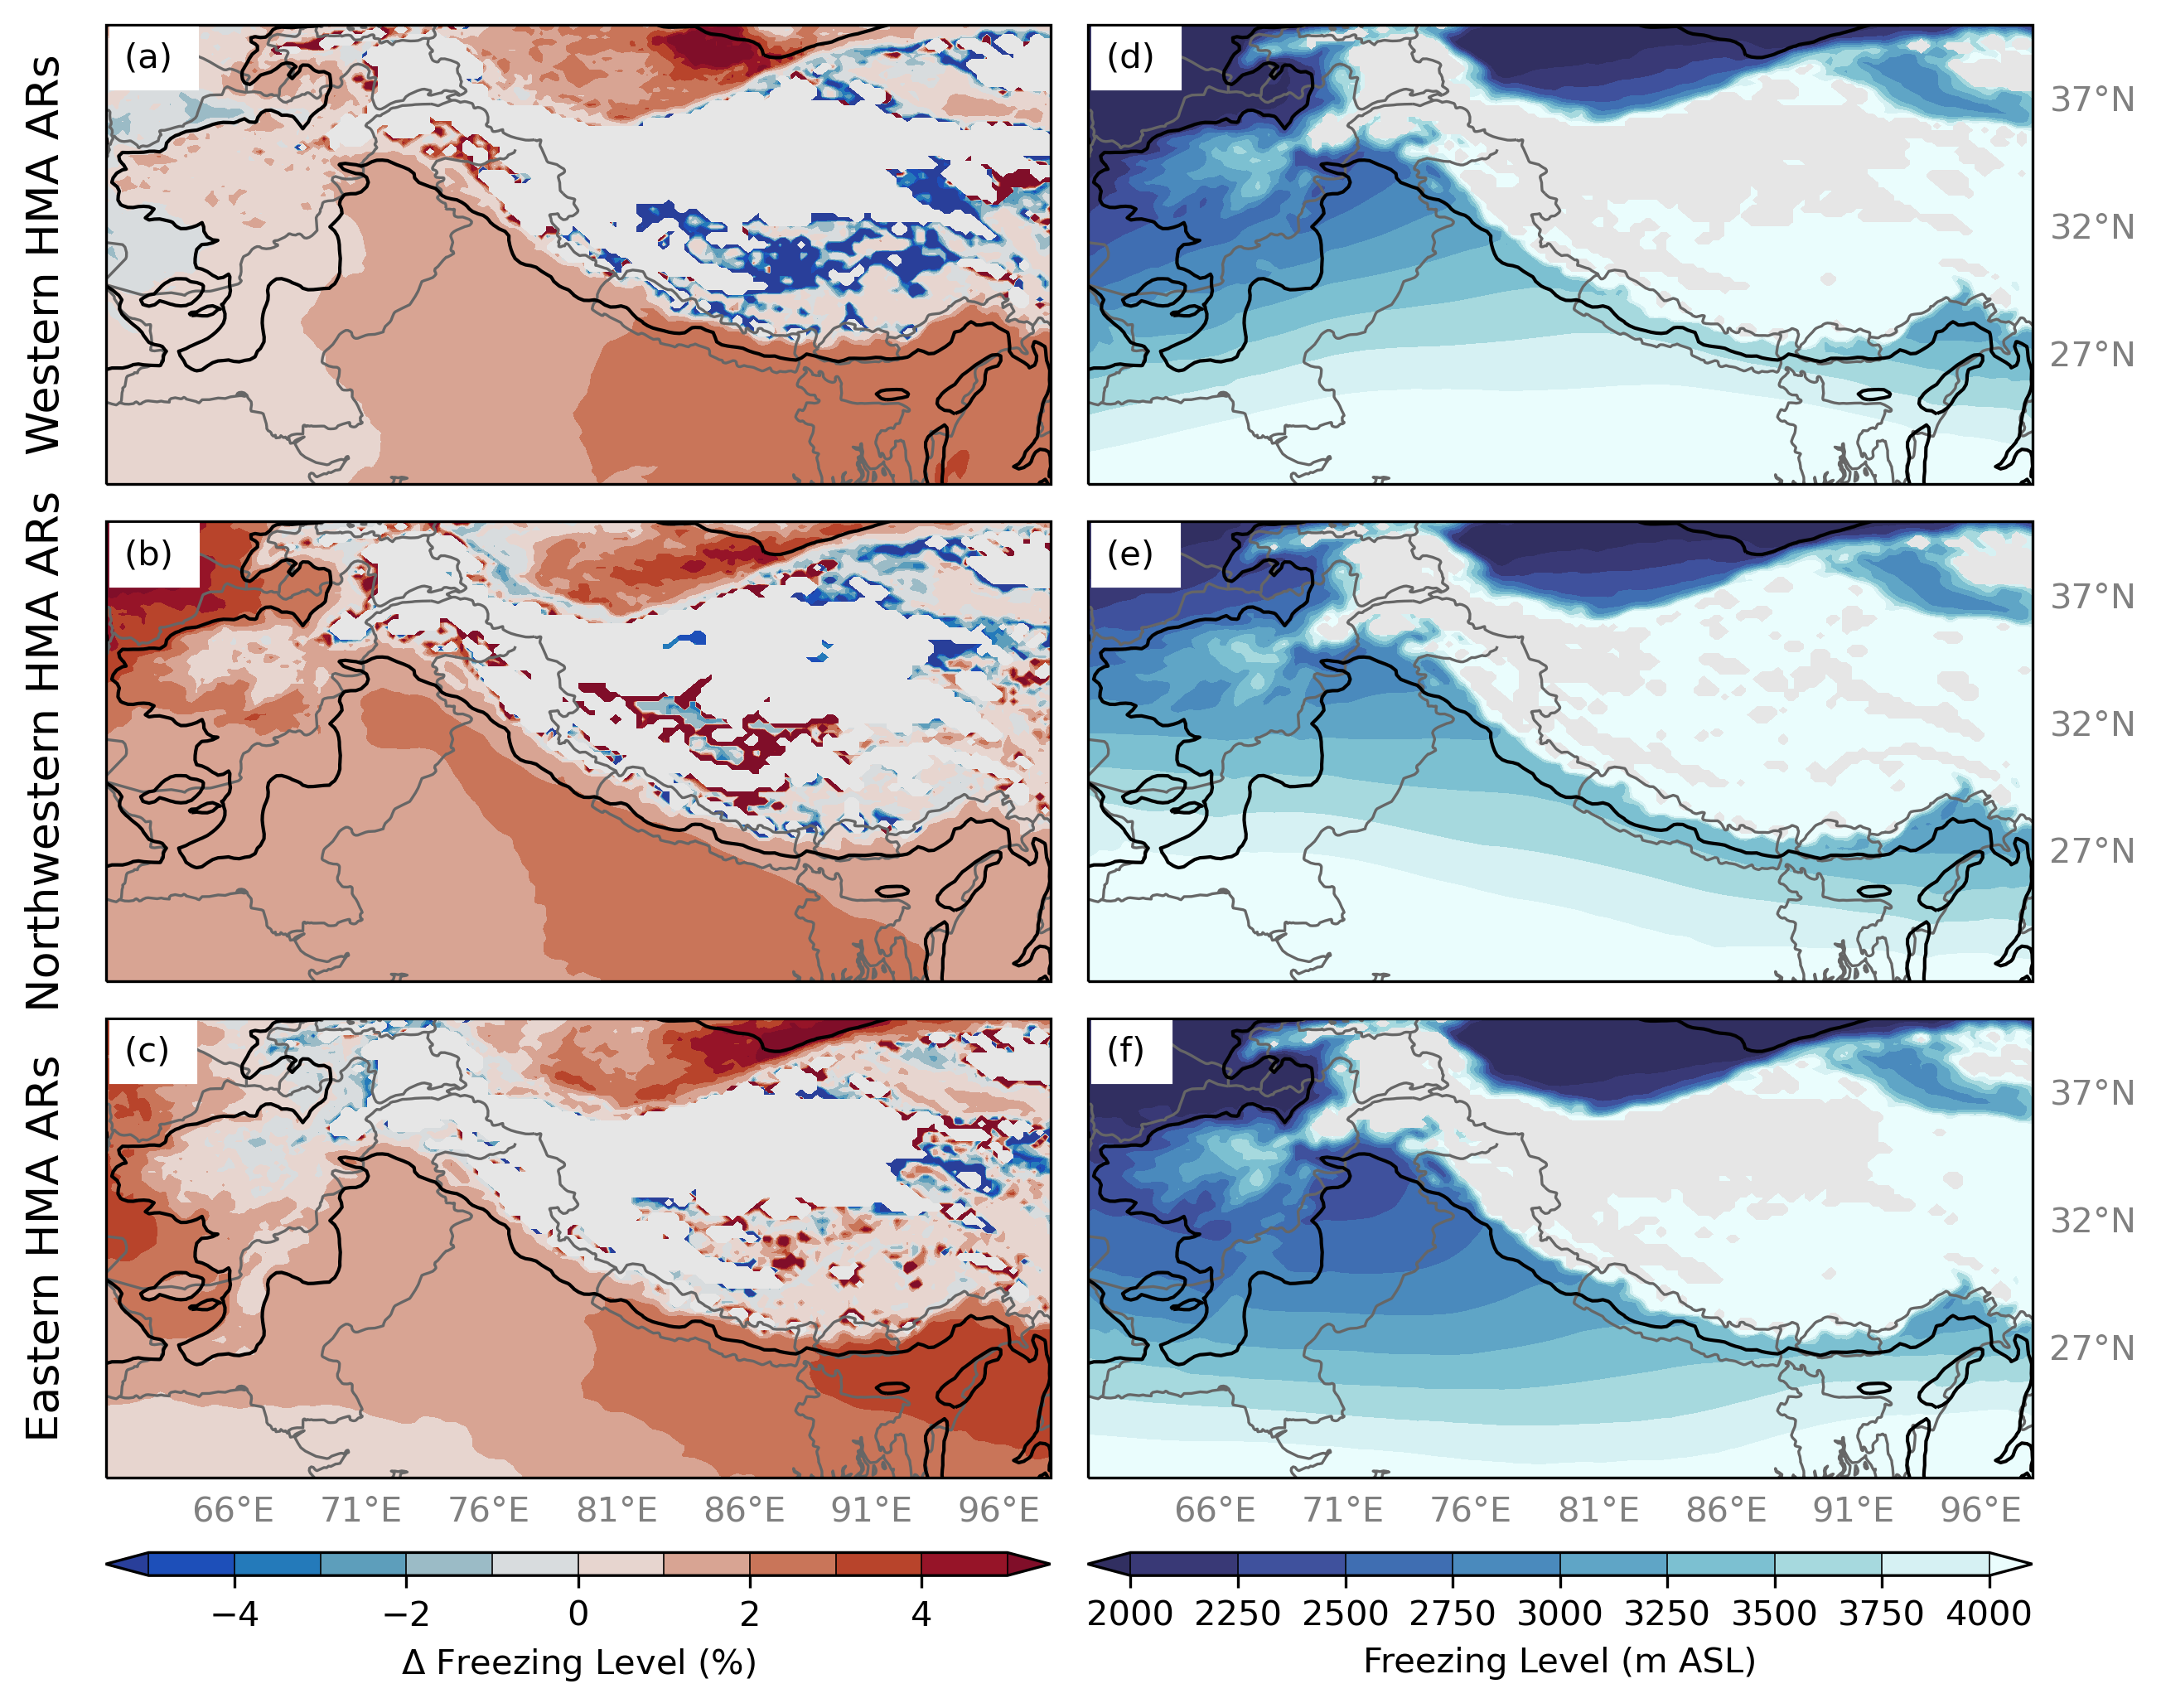 Western HMA ARs
(a)
(d)
37°N
32°N
27°N
Northwestern HMA ARs
(b)
(e)
37°N
32°N
27°N
Eastern HMA ARs
(c)
(f)
37°N
32°N
27°N
66°E 71°E 76°E 81°E 86°E 91°E 96°E
66°E 71°E 76°E 81°E 86°E 91°E 96°E
−4 −2 0 2 4
Δ Freezing Level (%)
2000 2250 2500 2750 3000 3250 3500 3750 4000
Freezing Level (m ASL)